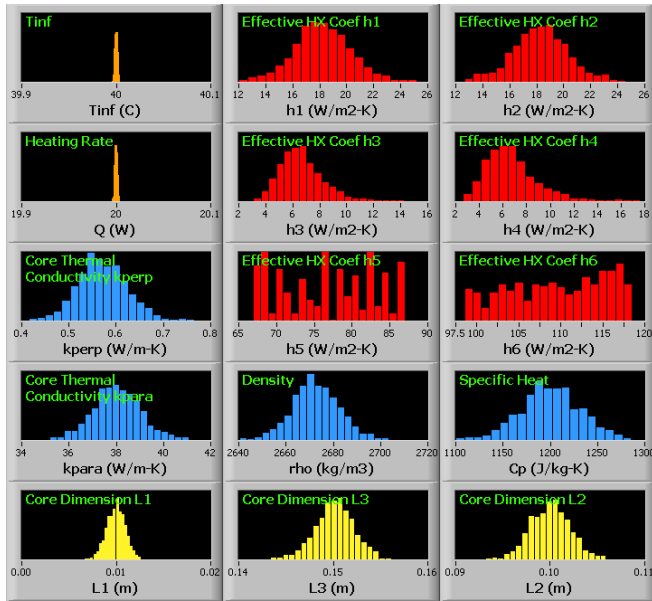 Tinf
39.9 40 40.1
Tinf (C)
Effective HX Coef h1
12 14 16 18 20 22 24 26
h1 (W/m2-K)
Effective HX Coef h2
12 14 16 18 20 22 24 26
h2 (W/m2-K)
Heating Rate
19.9 20 20.1
Q (W)
Effective HX Coef h3
2 4 6 8 10 12 14 16
h3 (W/m2-K)
Effective HX Coef h4
2 4 6 8 10 12 14 16 18
h4 (W/m2-K)
Core Thermal
Conductivity kperp
0.4 0.5 0.6 0.7 0.8
kperp (W/m-K)
Effective HX Coef h5
65 70 75 80 85 90
h5 (W/m2-K)
Effective HX Coef h6
97.5 100 105 110 115 120
h6 (W/m2-K)
Core Thermal
Conductivity kpara
34 36 38 40 42
kpara (W/m-K)
Density
2640 2660 2680 2700 2720
rho (kg/m3)
Specific Heat
1100 1150 1200 1250 1300
Cp (J/kg-K)
Core Dimension L1
0.00 0.01 0.02
L1 (m)
Core Dimension L3
0.14 0.15 0.16
L3 (m)
Core Dimension L2
0.09 0.10 0.11
L2 (m)